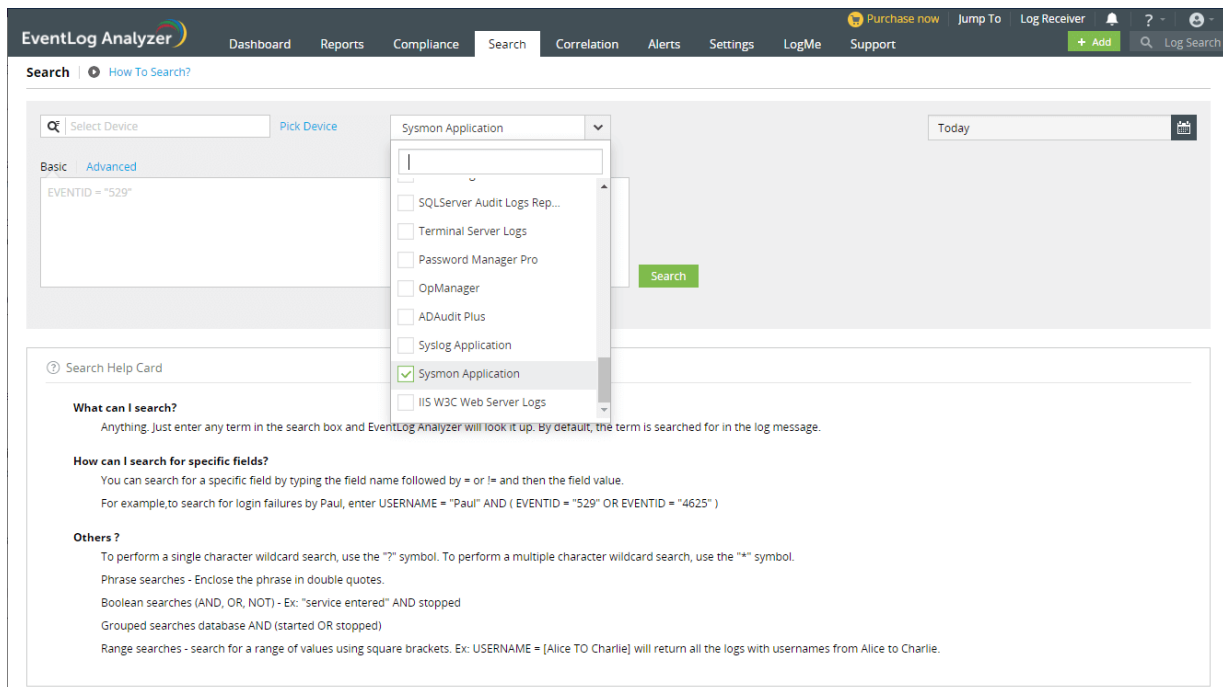 Purchase now Jump To Log Receiver ?
EventLog Analyzer
Dashboard Reports Compliance Search Correlation Alerts Settings LogMe Support
+ Add Log Search
Search How To Search?
Select Device Pick Device Sysmon Application Today
Basic Advanced
EVENTID = "529"
SQLServer Audit Logs Rep...
Terminal Server Logs
Password Manager Pro
Search
OpManager
ADAudit Plus
Syslog Application
Sysmon Application
IIS W3C Web Server Logs
? Search Help Card
What can I search?
Anything. Just enter any term in the search box and EventLog Analyzer will look it up. By default, the term is searched for in the log message.
How can I search for specific fields?
You can search for a specific field by typing the field name followed by = or != and then the field value.
For example,to search for login failures by Paul, enter USERNAME = "Paul" AND ( EVENTID = "529" OR EVENTID = "4625" )
Others ?
To perform a single character wildcard search, use the "?" symbol. To perform a multiple character wildcard search, use the "*" symbol.
Phrase searches - Enclose the phrase in double quotes.
Boolean searches (AND, OR, NOT) - Ex: "service entered" AND stopped
Grouped searches database AND (started OR stopped)
Range searches - search for a range of values using square brackets. Ex: USERNAME = [Alice TO Charlie] will return all the logs with usernames from Alice to Charlie.